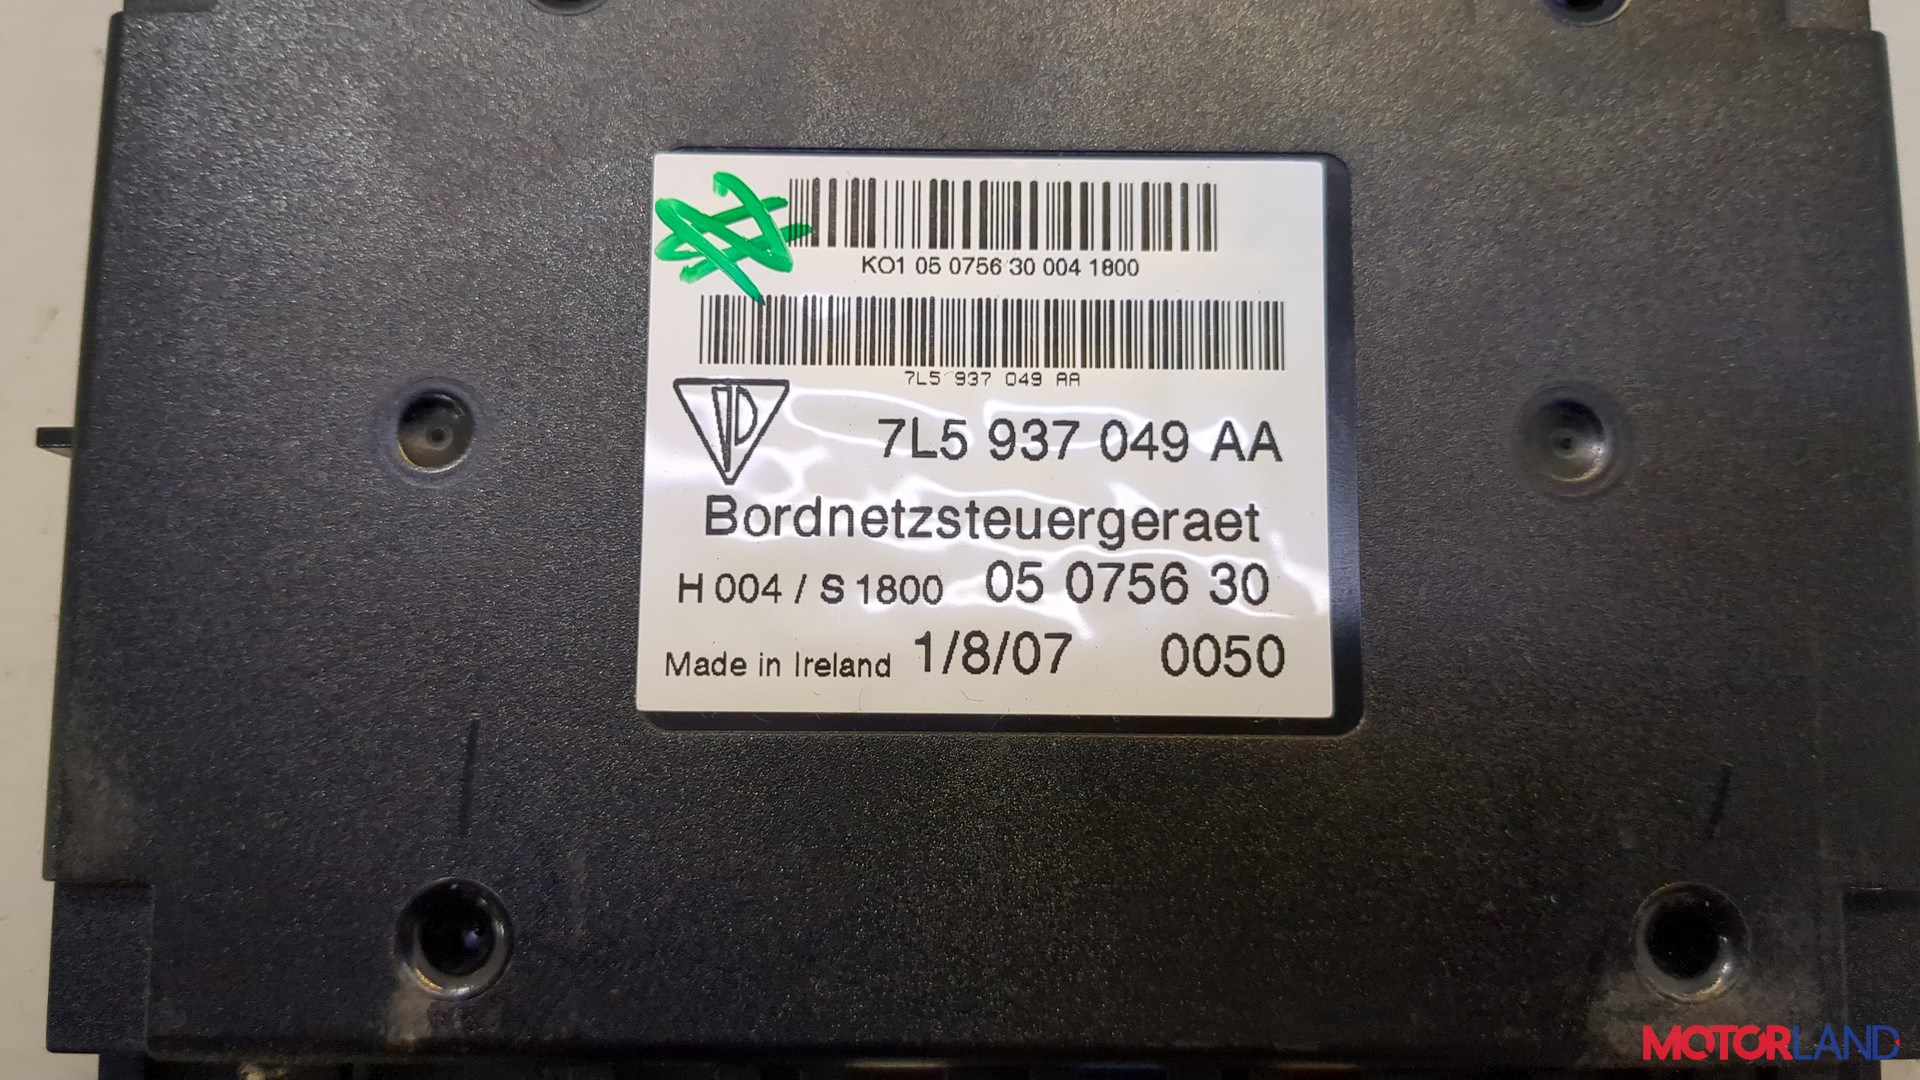 KO1 05 0756 30 004 1800
7L5 937 049 AA
7L5 937 049 AA
Bordnetzsteuergeraet
H 004 / S 1800 05 0756 30
Made in Ireland 1/8/07 0050
MOTORLAND